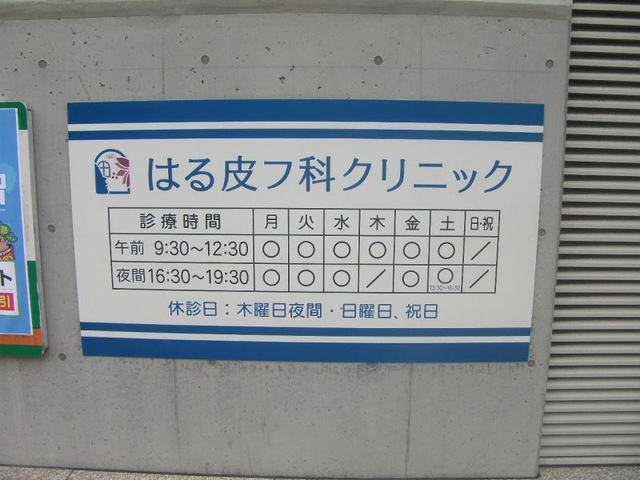 はる皮フ科クリニック
診療時間 月 火 水 木 金 土 日・祝
午前 9:30～12:30 ○ ○ ○ ○ ○ ○ ／
夜間 16:30～19:30 ○ ○ ○ ／ ○ ○ ／
休診日：木曜日夜間・日曜日、祝日
ト
引